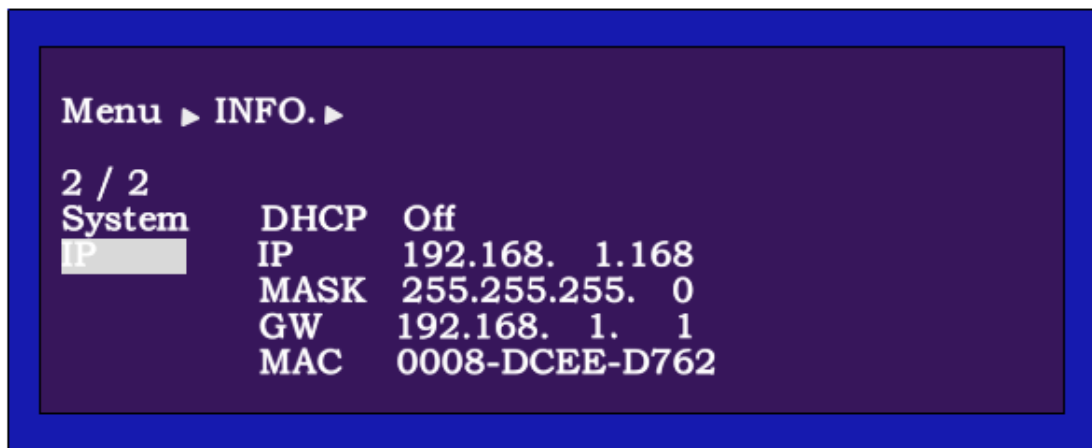 Menu ▶ INFO. ▶
2 / 2
System DHCP Off
IP IP 192.168. 1.168
MASK 255.255.255. 0
GW 192.168. 1. 1
MAC 0008-DCEE-D762